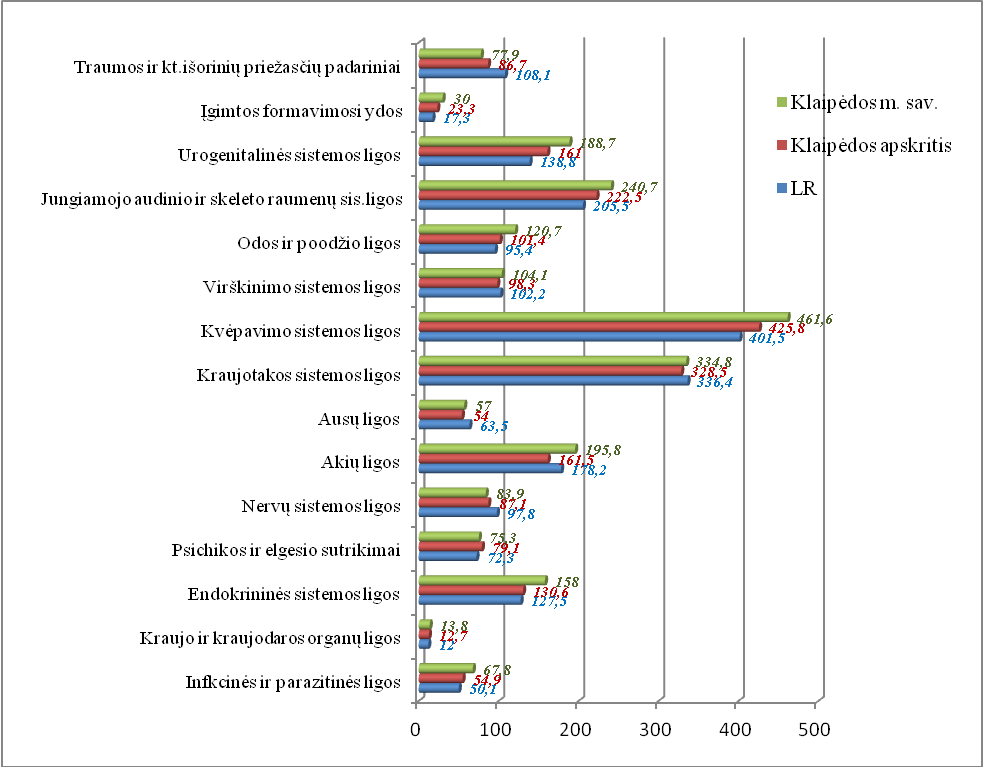 Traumos ir kt.išorinių priežasčių padariniai
77,9
86,7
108,1
Įgimtos formavimosi ydos
30
23,3
17,3
Urogenitalinės sistemos ligos
188,7
161
138,8
Jungiamojo audinio ir skeleto raumenų sis.ligos
240,7
222,5
205,5
Odos ir poodžio ligos
120,7
101,4
95,4
Virškinimo sistemos ligos
104,1
98,3
102,2
Kvėpavimo sistemos ligos
461,6
425,8
401,5
Kraujotakos sistemos ligos
334,8
328,5
336,4
Ausų ligos
57
54
63,5
Akių ligos
195,8
161,5
178,2
Nervų sistemos ligos
83,9
87,1
97,8
Psichikos ir elgesio sutrikimai
75,3
79,1
72,3
Endokrininės sistemos ligos
158
130,6
127,5
Kraujo ir kraujodaros organų ligos
13,8
12,7
12
Infkcinės ir parazitinės ligos
67,8
54,9
50,1
0 100 200 300 400 500
Klaipėdos m. sav.
Klaipėdos apskritis
LR